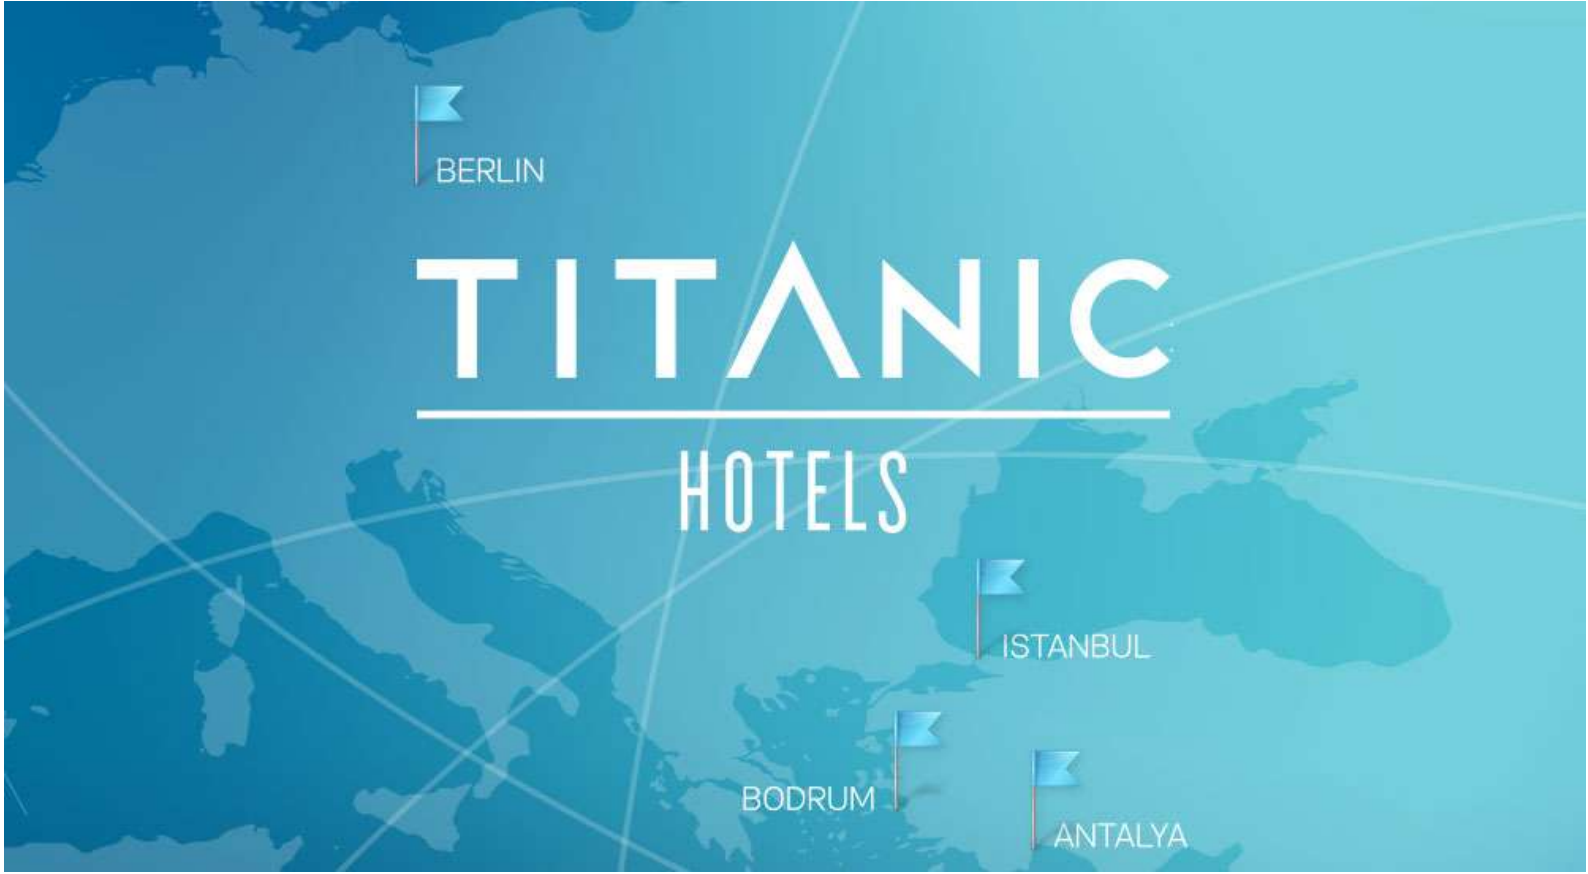 BERLIN
TITANIC
HOTELS
ISTANBUL
BODRUM
ANTALYA